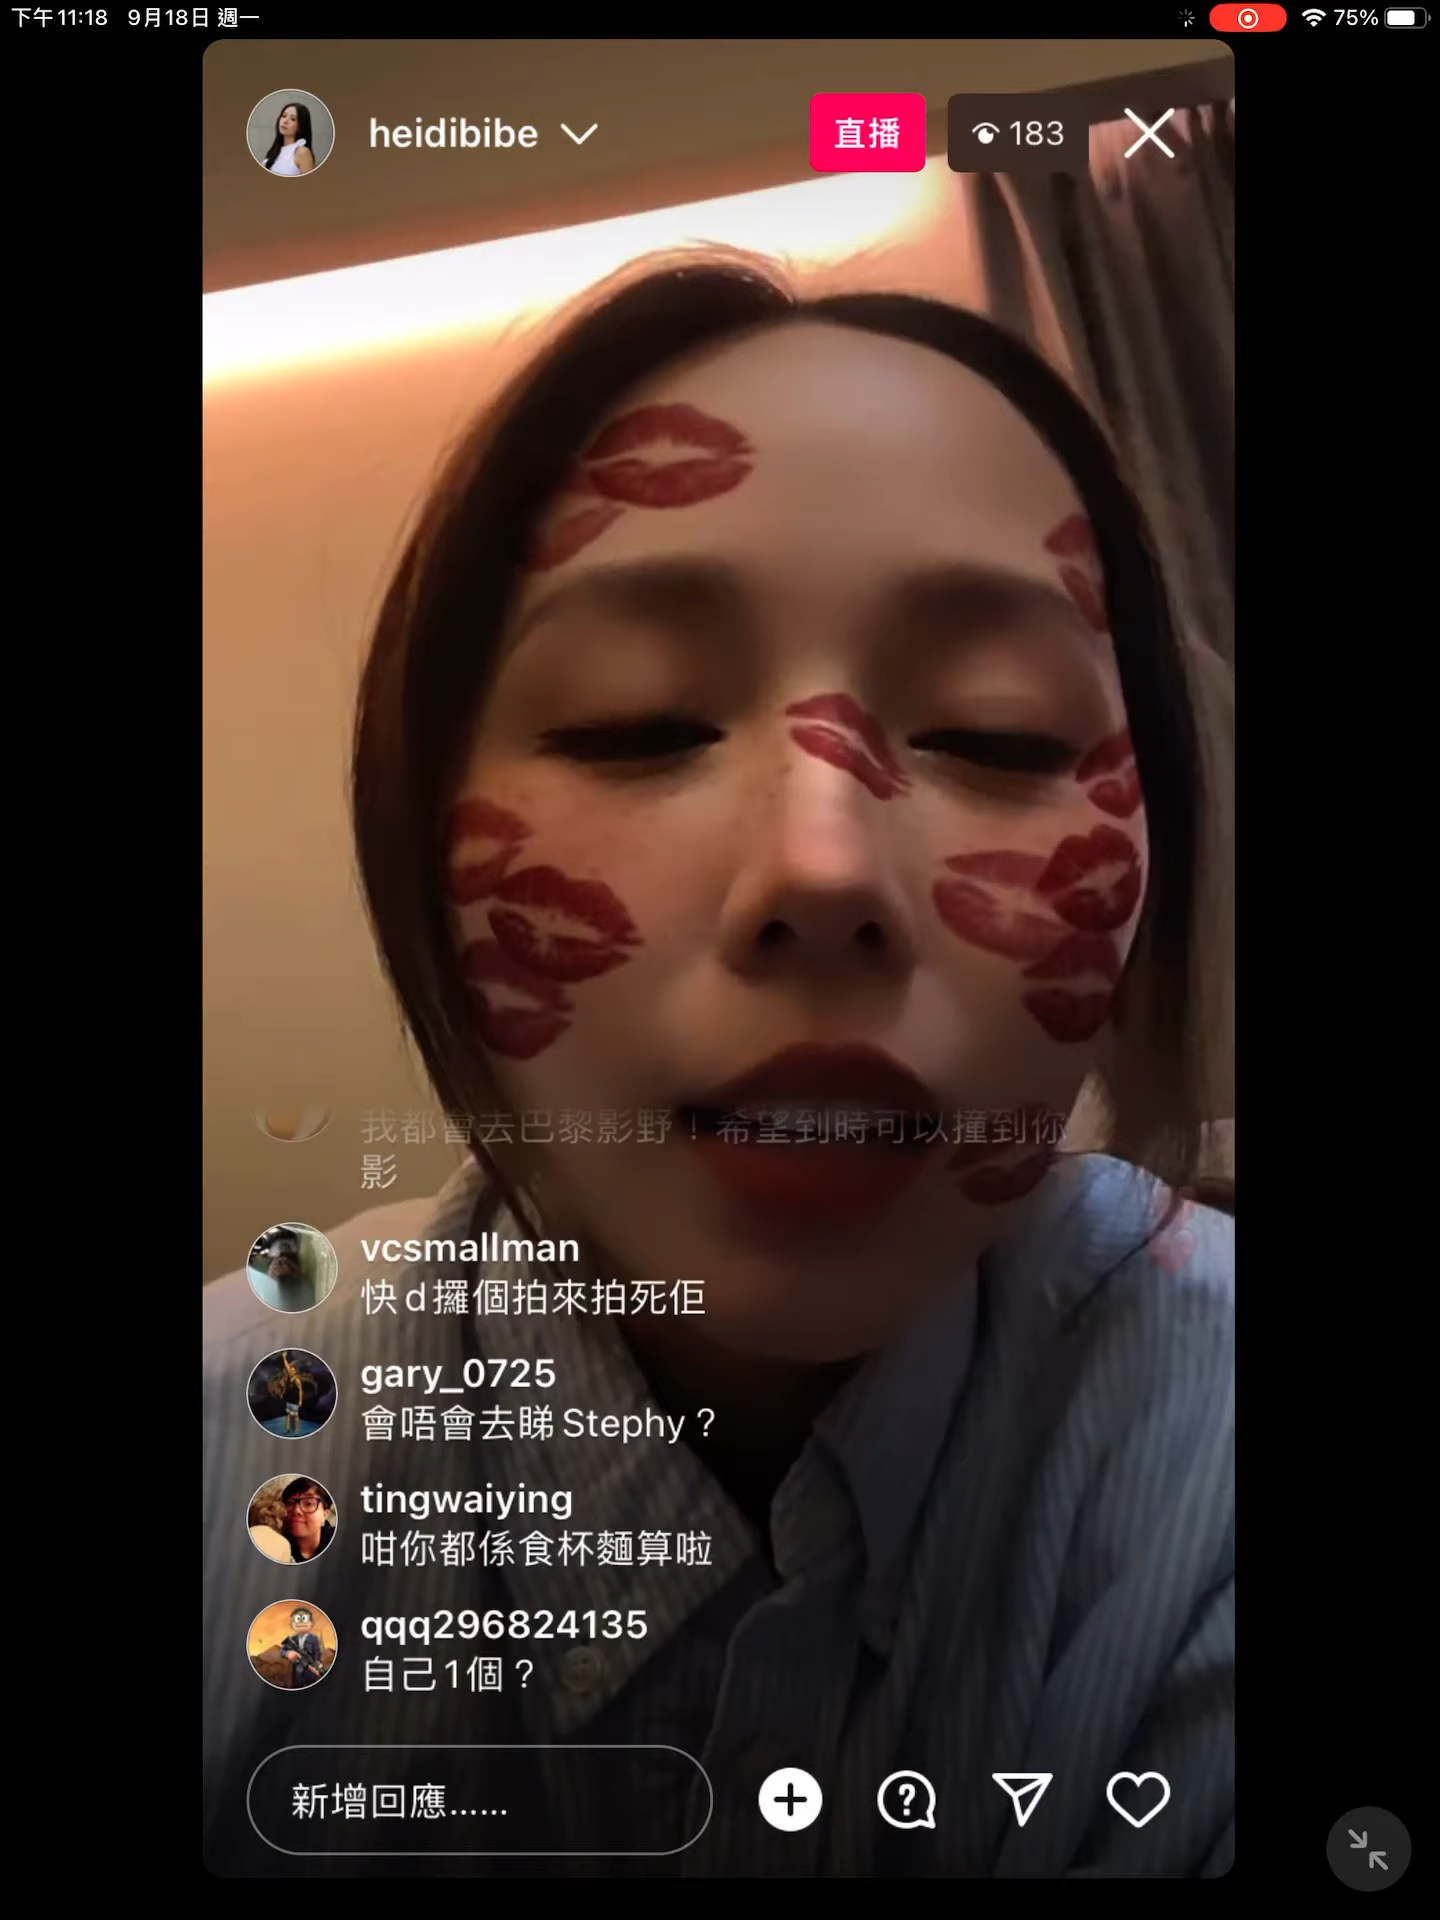 下午11:18 9月18日 週一
75%
heidibibe
直播
183
我都會去巴黎影野！希望到時可以撞到你
影
vcsmallman
快d攞個拍來拍死佢
gary_0725
會唔會去睇Stephy？
tingwaiying
咁你都係食杯麵算啦
qqq296824135
自己1個？
新增回應......